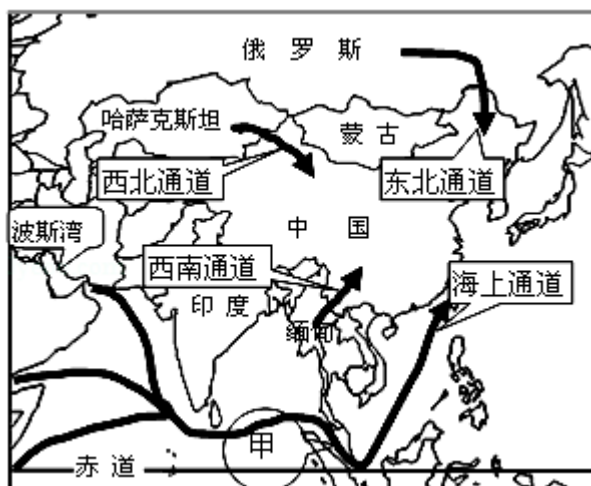 俄罗斯
哈萨克斯坦
蒙古
西北通道
东北通道
波斯湾
中国
西南通道
海上通道
印度
缅甸
甲
赤道